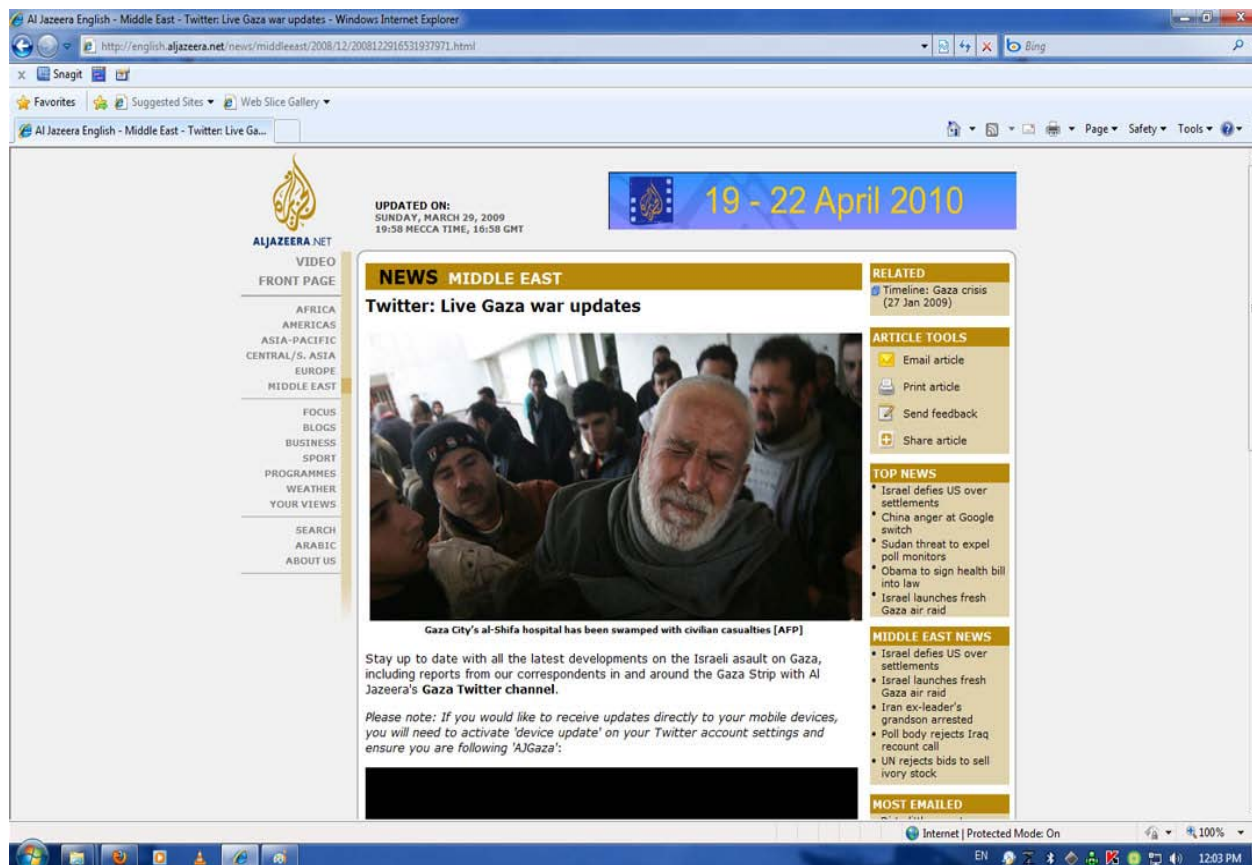 Al Jazeera English - Middle East - Twitter: Live Gaza war updates - Windows Internet Explorer
http://english.aljazeera.net/news/middleeast/2008/12/2008122916531937971.html
Bing
x Snagit
Favorites Suggested Sites Web Slice Gallery
Al Jazeera English - Middle East - Twitter: Live Ga...
Page Safety Tools
ALJAZEERA.NET
UPDATED ON:
SUNDAY, MARCH 29, 2009
19:58 MECCA TIME, 16:58 GMT
19 - 22 April 2010
VIDEO
FRONT PAGE
AFRICA
AMERICAS
ASIA-PACIFIC
CENTRAL/S. ASIA
EUROPE
MIDDLE EAST
FOCUS
BLOGS
BUSINESS
SPORT
PROGRAMMES
WEATHER
YOUR VIEWS
SEARCH
ARABIC
ABOUT US
NEWS MIDDLE EAST
Twitter: Live Gaza war updates
Gaza City's al-Shifa hospital has been swamped with civilian casualties [AFP]
Stay up to date with all the latest developments on the Israeli asault on Gaza,
including reports from our correspondents in and around the Gaza Strip with Al
Jazeera's Gaza Twitter channel.
Please note: If you would like to receive updates directly to your mobile devices,
you will need to activate 'device update' on your Twitter account settings and
ensure you are following 'AJGaza':
RELATED
Timeline: Gaza crisis
(27 Jan 2009)
ARTICLE TOOLS
Email article
Print article
Send feedback
Share article
TOP NEWS
Israel defies US over
settlements
China anger at Google
switch
Sudan threat to expel
poll monitors
Obama to sign health bill
into law
Israel launches fresh
Gaza air raid
MIDDLE EAST NEWS
Israel defies US over
settlements
Israel launches fresh
Gaza air raid
Iran ex-leader's
grandson arrested
Poll body rejects Iraq
recount call
UN rejects bids to sell
ivory stock
MOST EMAILED
Internet | Protected Mode: On
100%
EN
12:03 PM